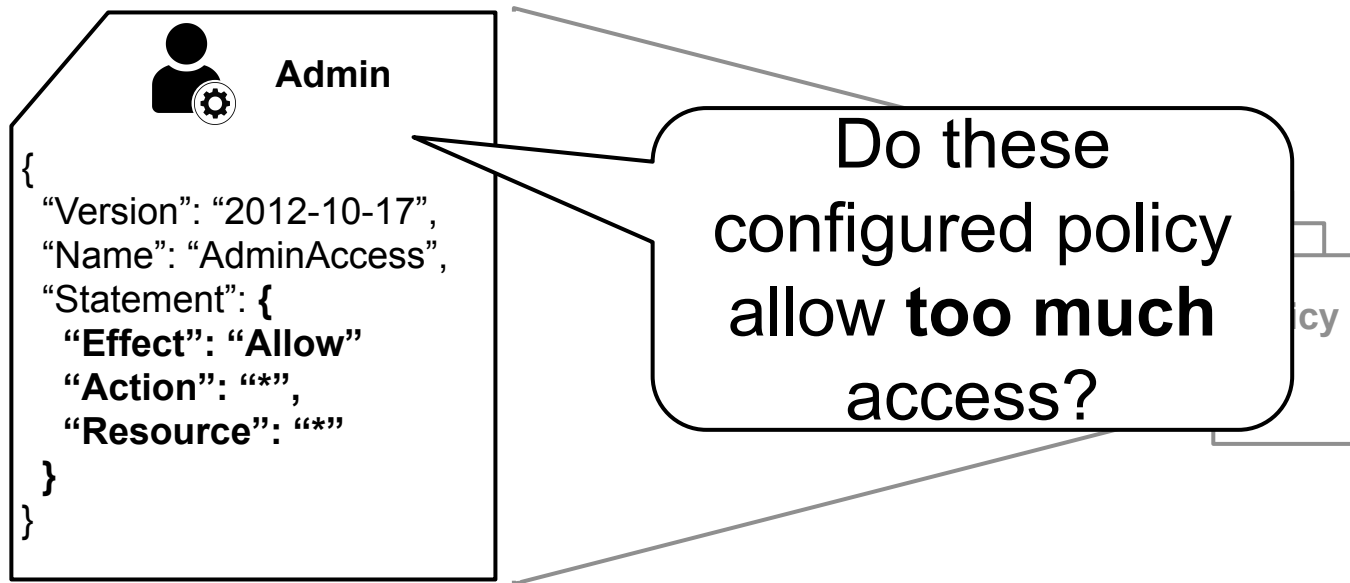 Admin
{
“Version”: “2012-10-17”,
“Name”: “AdminAccess”,
“Statement”: {
“Effect”: “Allow”
“Action”: “*”,
“Resource”: “*”
}
}
Do these
configured policy
allow too much
access?
icy